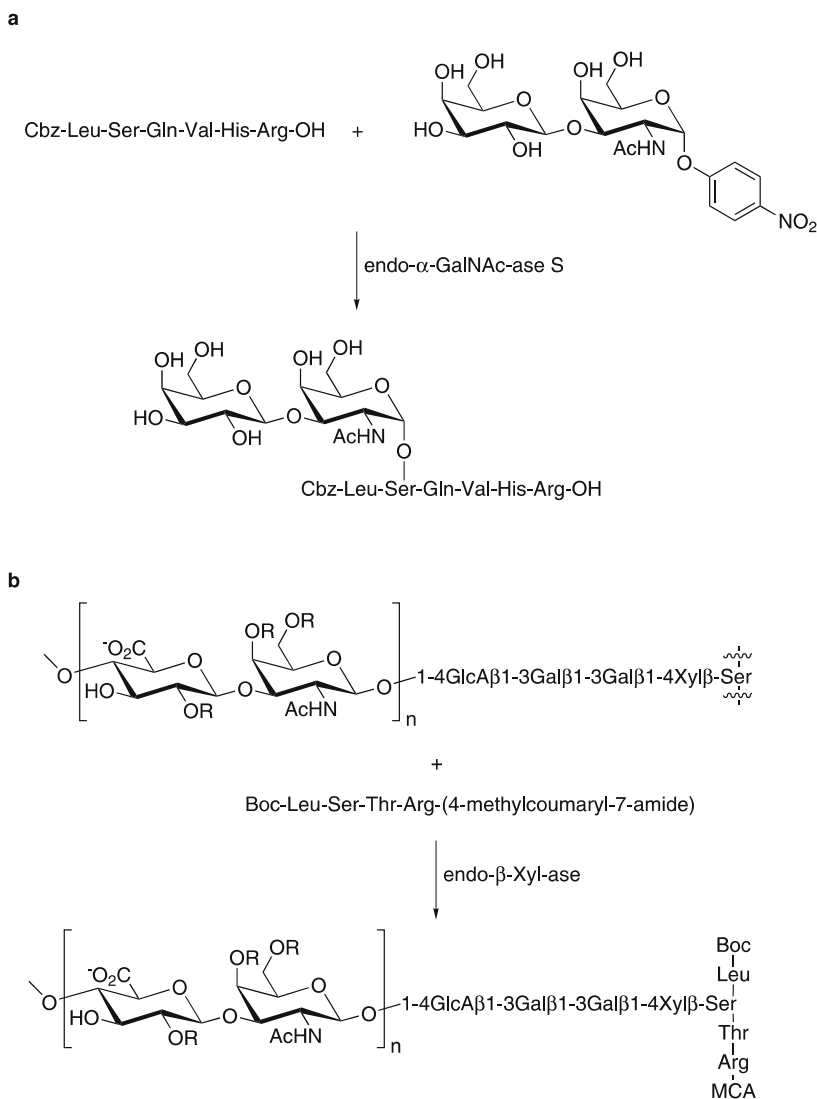 a
OH
OH
O
HO
OH
O
OH
OH
O
AcHN
O
NO₂
Cbz-Leu-Ser-Gln-Val-His-Arg-OH +
endo-α-GalNAc-ase S
OH
OH
O
HO
OH
O
OH
OH
O
AcHN
O
Cbz-Leu-Ser-Gln-Val-His-Arg-OH
b
O
⁻O₂C
O
HO
OR
O
OR
OR
O
AcHN
O
n
1-4GlcAβ1-3Galβ1-3Galβ1-4Xylβ-Ser
+
Boc-Leu-Ser-Thr-Arg-(4-methylcoumaryl-7-amide)
endo-β-Xyl-ase
O
⁻O₂C
O
HO
OR
O
OR
OR
O
AcHN
O
n
1-4GlcAβ1-3Galβ1-3Galβ1-4Xylβ-Ser
Boc
Leu
Thr
Arg
MCA